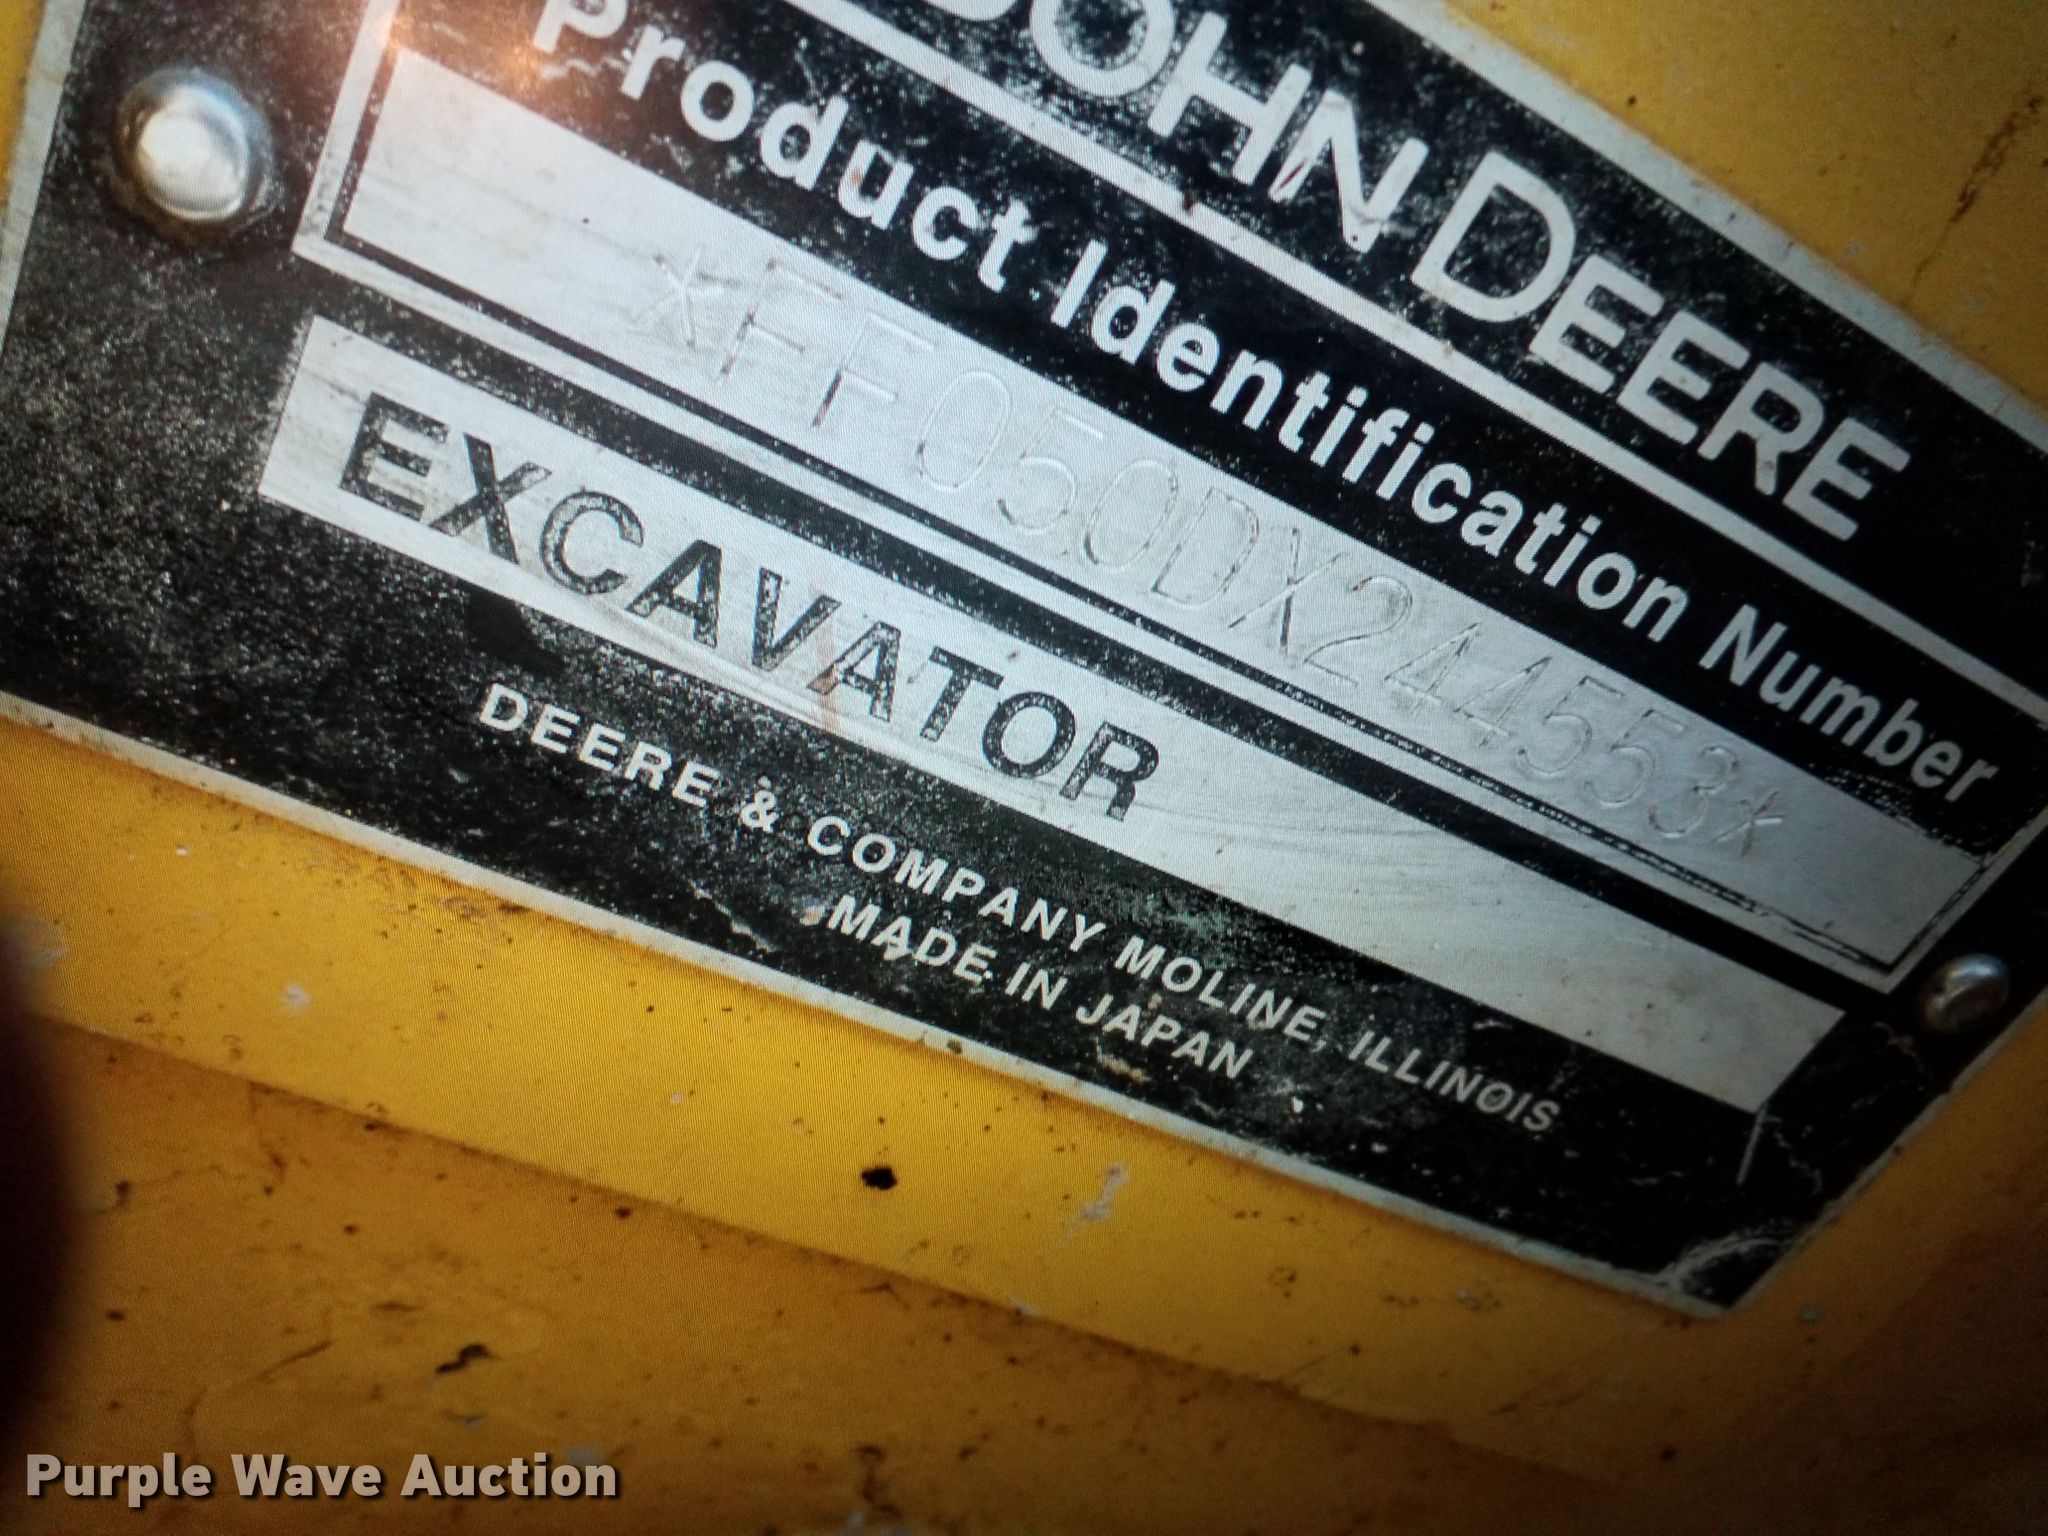 JOHN DEERE
Product Identification Number
*FF050DX244553*
EXCAVATOR
DEERE & COMPANY MOLINE, ILLINOIS
MADE IN JAPAN
Purple Wave Auction